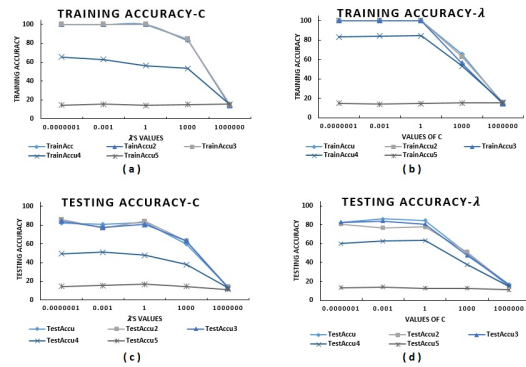 TRAINING ACCURACY-C
TRAINING ACCURACY
100
80
60
40
20
0
0.0000001 0.001 1 1000 1000000
λ'S VALUES
TrainAcc TrainAccu2 TrainAccu3
TrainAccu4 TrainAccu5
( a )
TRAINING ACCURACY-λ
TRAINING ACCURACY
100
80
60
40
20
0
0.0000001 0.001 1 1000 1000000
VALUES OF C
TrainAccu TrainAccu2 TrainAccu3
TrainAccu4 TrainAccu5
( b )
TESTING ACCURACY-C
TESTING ACCURACY
100
80
60
40
20
0
0.0000001 0.001 1 1000 1000000
λ'S VALUES
TestAccu TestAccu2 TestAccu3
TestAccu4 TestAccu5
( c )
TESTING ACCURACY-λ
TESTING ACCURACY
100
80
60
40
20
0
0.0000001 0.001 1 1000 1000000
VALUES OF C
TestAccu TestAccu2 TestAccu3
TestAccu4 TestAccu5
( d )